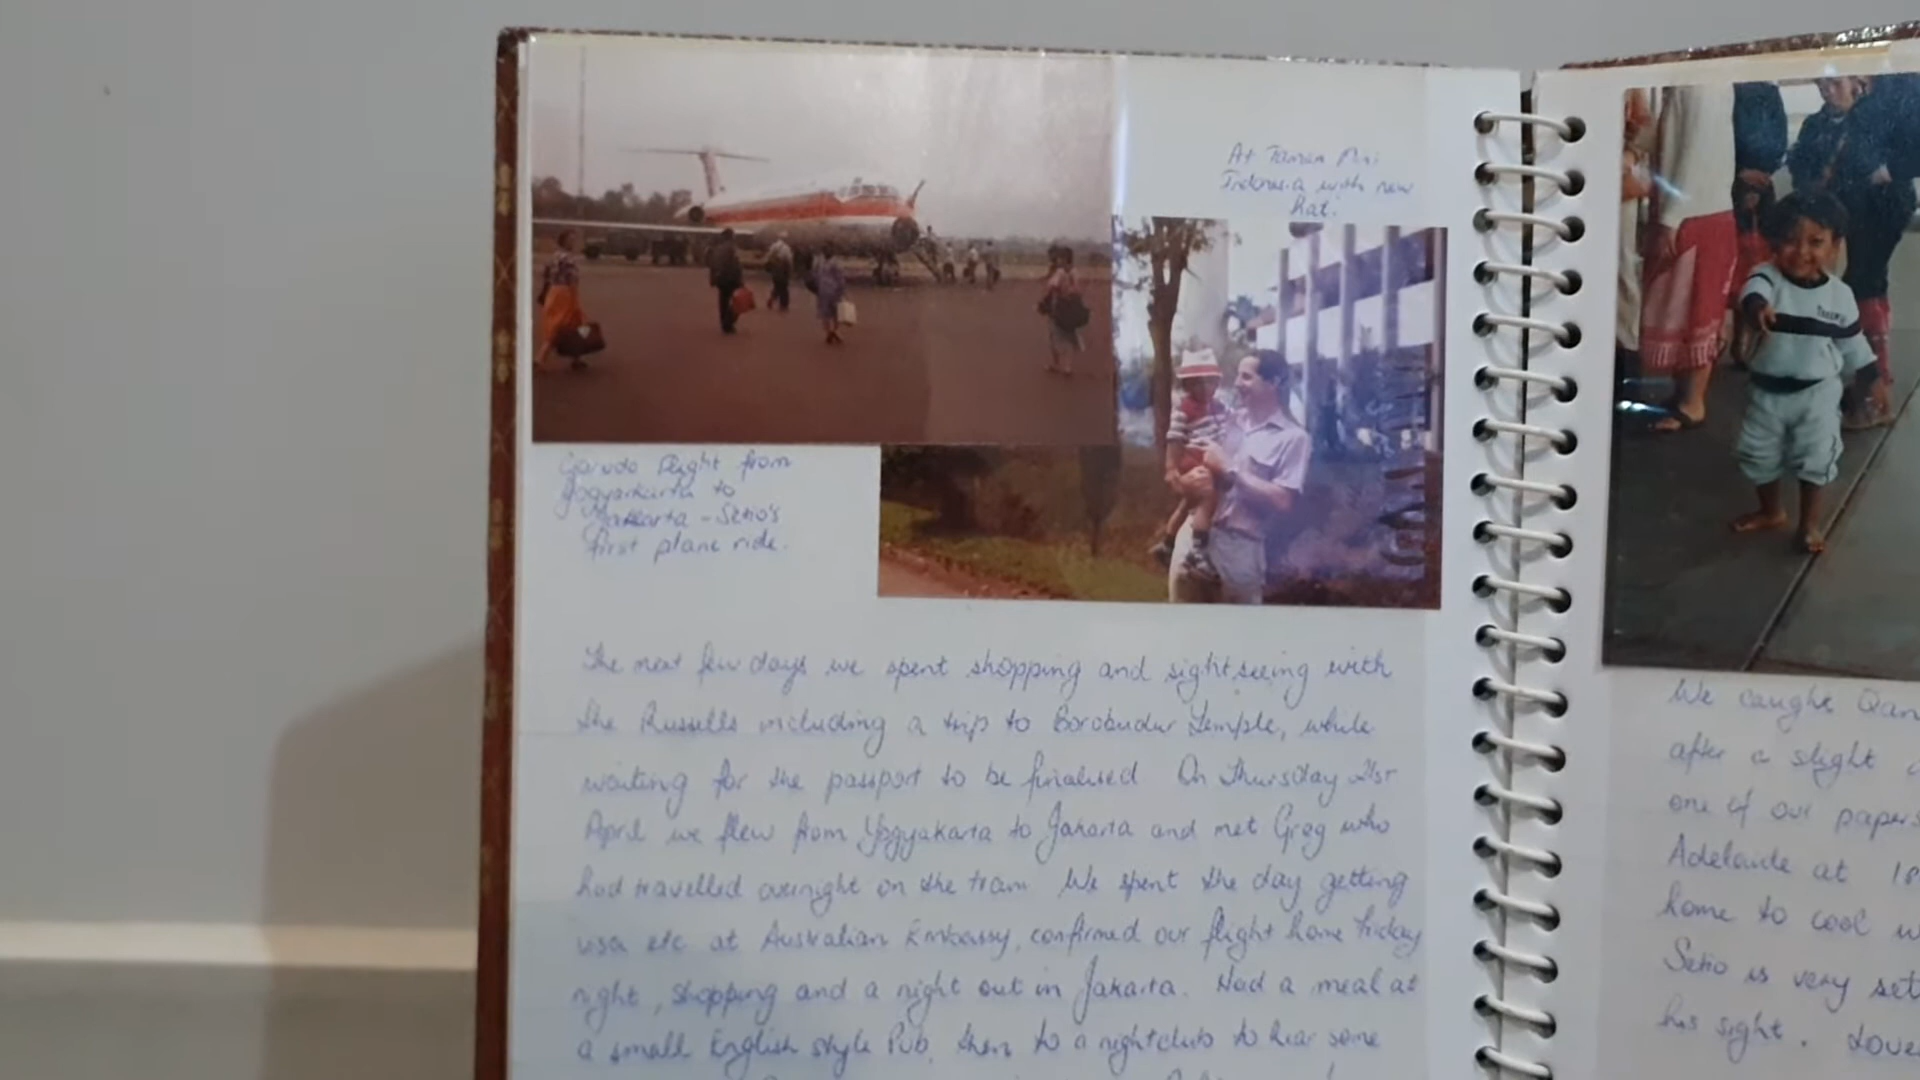 At Taman Mini
Indonesia with new
hat.
Garuda flight from
Yogyakarta to
Jakarta - Setio's
first plane ride.
The next few days we spent shopping and sightseeing with
the Russells including a trip to Borobudur Temple, while
waiting for the passport to be finalised On Thursday 21st
April we flew from Yogyakarta to Jakarta and met Greg who
had travelled overnight on the train We spent the day getting
visa etc at Australian Embassy, confirmed our flight home Friday
night, shopping and a night out in Jakarta. Had a meal at
a small English style Pub, then to a nightclub to hear some
We caught Qan
after a slight
one of our papers
Adelaide at
home to cool w
Setio is very sett
his sight. Love